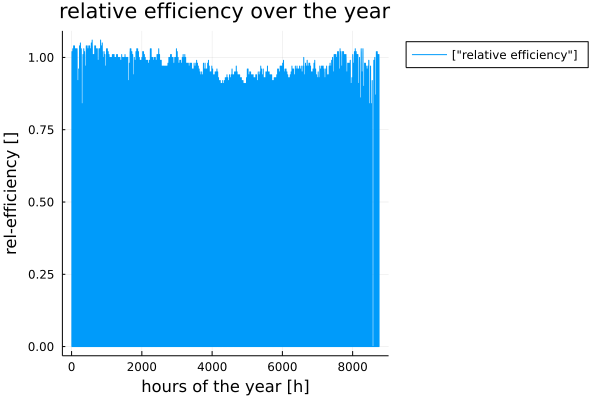 relative efficiency over the year
["relative efficiency"]
rel-efficiency []
1.00
0.75
0.50
0.25
0.00
0
2000
4000
6000
8000
hours of the year [h]